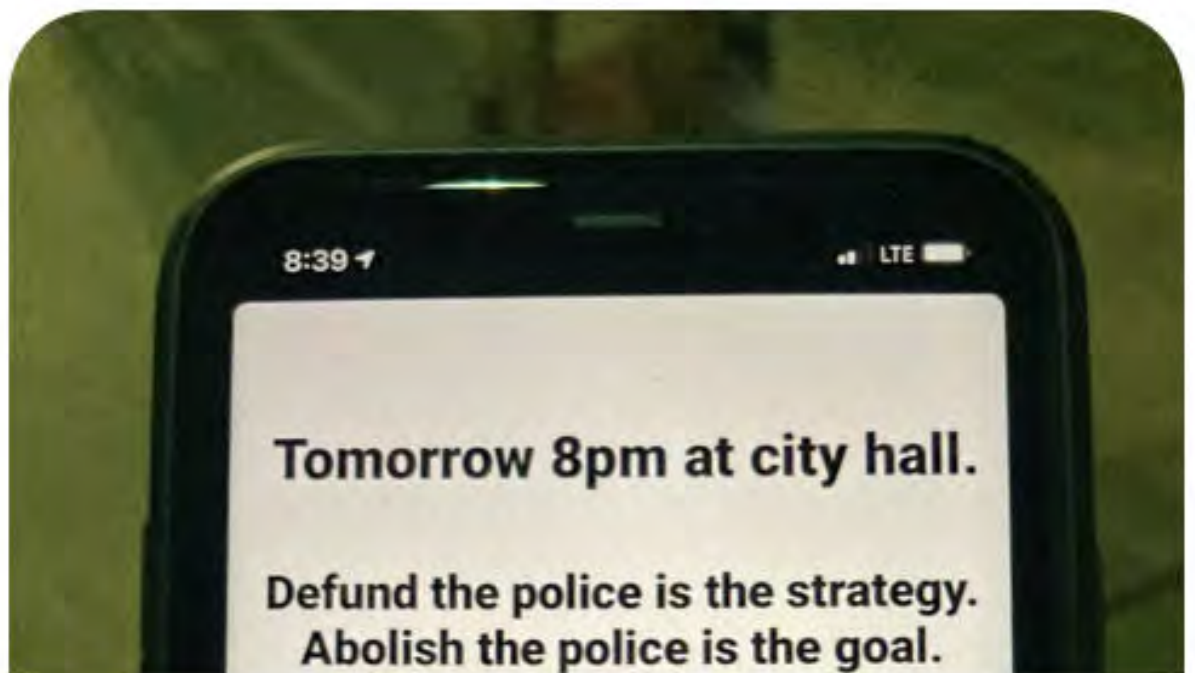 8:39 LTE
Tomorrow 8pm at city hall.
Defund the police is the strategy.
Abolish the police is the goal.